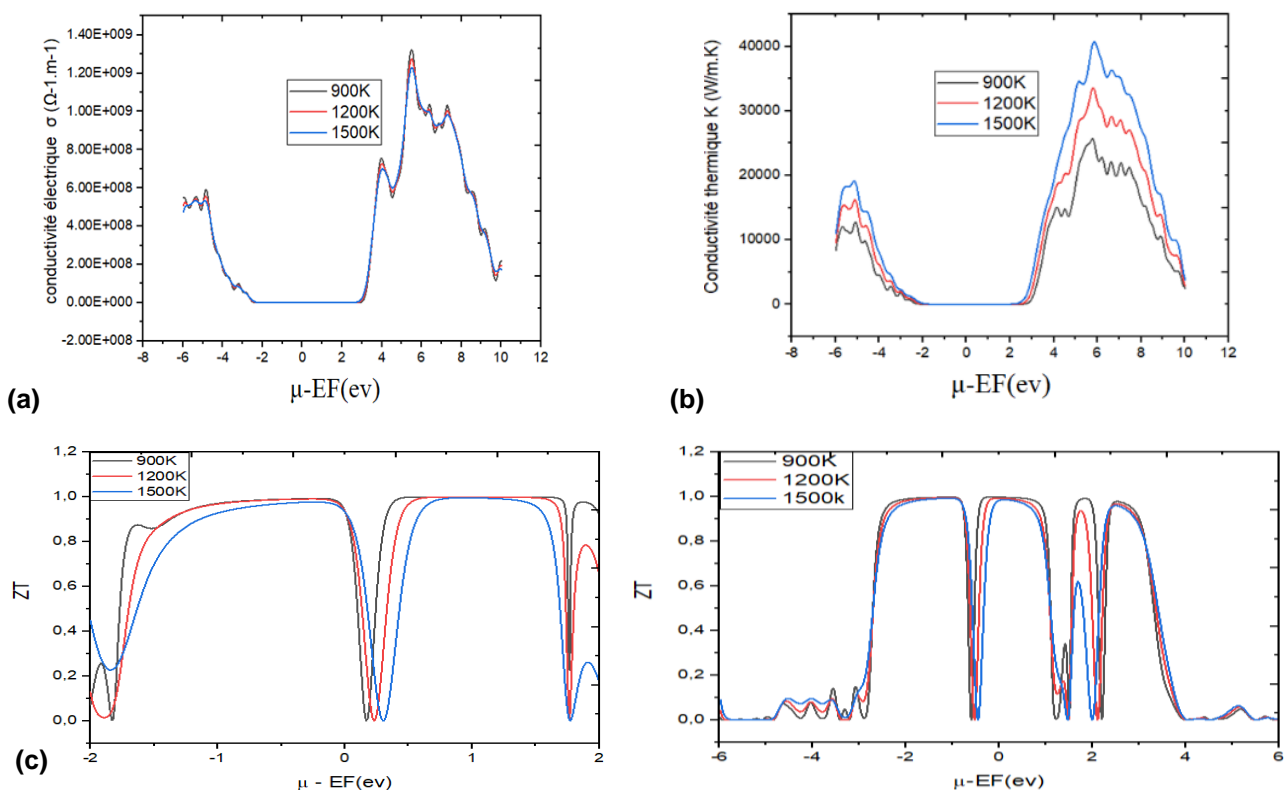 1.40E+009
1.20E+009
1.00E+009
8.00E+008
6.00E+008
4.00E+008
2.00E+008
0.00E+000
-2.00E+008
conductivité électrique σ (Ω-1.m-1)
900K
1200K
1500K
-8 -6 -4 -2 0 2 4 6 8 10 12
μ-EF(ev)
(a)
40000
30000
20000
10000
0
Conductivité thermique K (W/m.K)
900K
1200K
1500K
-8 -6 -4 -2 0 2 4 6 8 10 12
μ-EF(ev)
(b)
1,2
1,0
0,8
0,6
0,4
0,2
0,0
ZT
900K
1200K
1500K
-2 -1 0 1 2
μ - EF(ev)
(c)
1,2
1,0
0,8
0,6
0,4
0,2
0,0
ZT
900K
1200K
1500k
-6 -4 -2 0 2 4 6
μ-EF(ev)